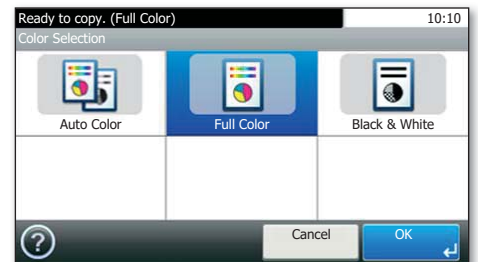 Ready to copy. (Full Color) 10:10
Color Selection
Auto Color Full Color Black & White
? Cancel OK